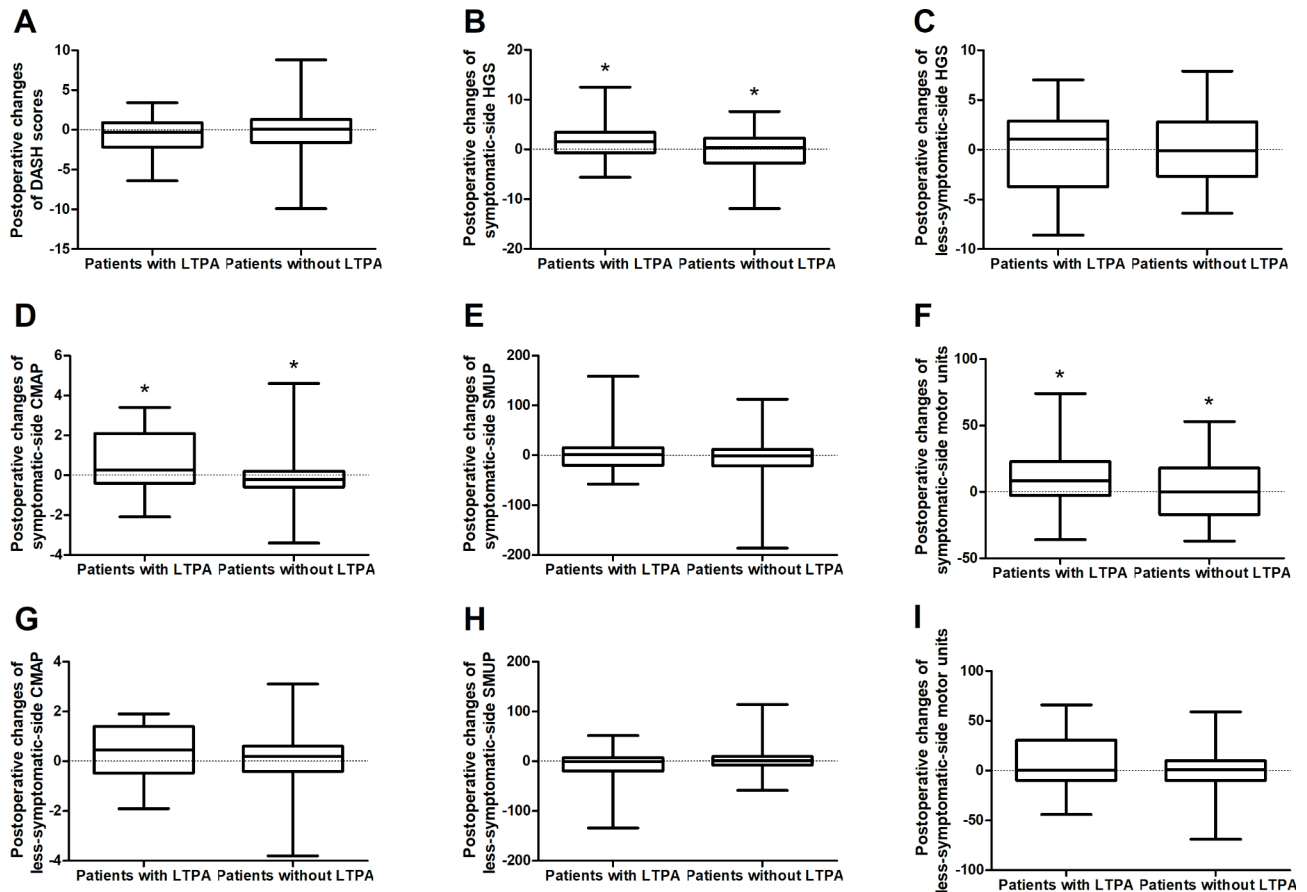 A
Postoperative changes
of DASH scores
10
5
0
-5
-10
-15
Patients with LTPA
Patients without LTPA
B
Postoperative changes of
symptomatic-side HGS
20
10
0
-10
-20
*
*
Patients with LTPA
Patients without LTPA
C
Postoperative changes of
less-symptomatic-side HGS
10
5
0
-5
-10
Patients with LTPA
Patients without LTPA
D
Postoperative changes of
symptomatic-side CMAP
6
4
2
0
-2
-4
*
*
Patients with LTPA
Patients without LTPA
E
Postoperative changes of
symptomatic-side SMUP
200
100
0
-100
-200
Patients with LTPA
Patients without LTPA
F
Postoperative changes of
symptomatic-side motor units
100
50
0
-50
*
*
Patients with LTPA
Patients without LTPA
G
Postoperative changes of
less-symptomatic-side CMAP
4
2
0
-2
-4
Patients with LTPA
Patients without LTPA
H
Postoperative changes of
less-symptomatic-side SMUP
200
100
0
-100
-200
Patients with LTPA
Patients without LTPA
I
Postoperative changes of
less-symptomatic-side motor units
100
50
0
-50
-100
Patients with LTPA
Patients without LTPA